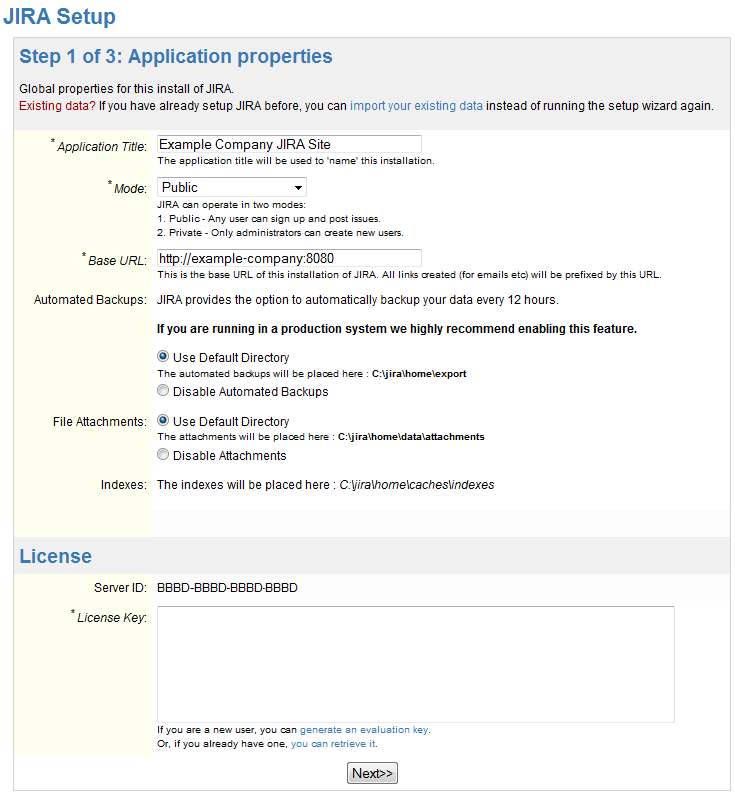 JIRA Setup
Step 1 of 3: Application properties
Global properties for this install of JIRA.
Existing data? If you have already setup JIRA before, you can import your existing data instead of running the setup wizard again.
* Application Title: Example Company JIRA Site
The application title will be used to 'name' this installation.
* Mode: Public
JIRA can operate in two modes:
1. Public - Any user can sign up and post issues.
2. Private - Only administrators can create new users.
* Base URL: http://example-company:8080
This is the base URL of this installation of JIRA. All links created (for emails etc) will be prefixed by this URL.
Automated Backups: JIRA provides the option to automatically backup your data every 12 hours.
If you are running in a production system we highly recommend enabling this feature.
Use Default Directory
The automated backups will be placed here : C:\jira\home\export
Disable Automated Backups
File Attachments: Use Default Directory
The attachments will be placed here : C:\jira\home\data\attachments
Disable Attachments
Indexes: The indexes will be placed here : C:\jira\home\caches\indexes
License
Server ID: BBBD-BBBD-BBBD-BBBD
* License Key:
If you are a new user, you can generate an evaluation key.
Or, if you already have one, you can retrieve it.
Next>>